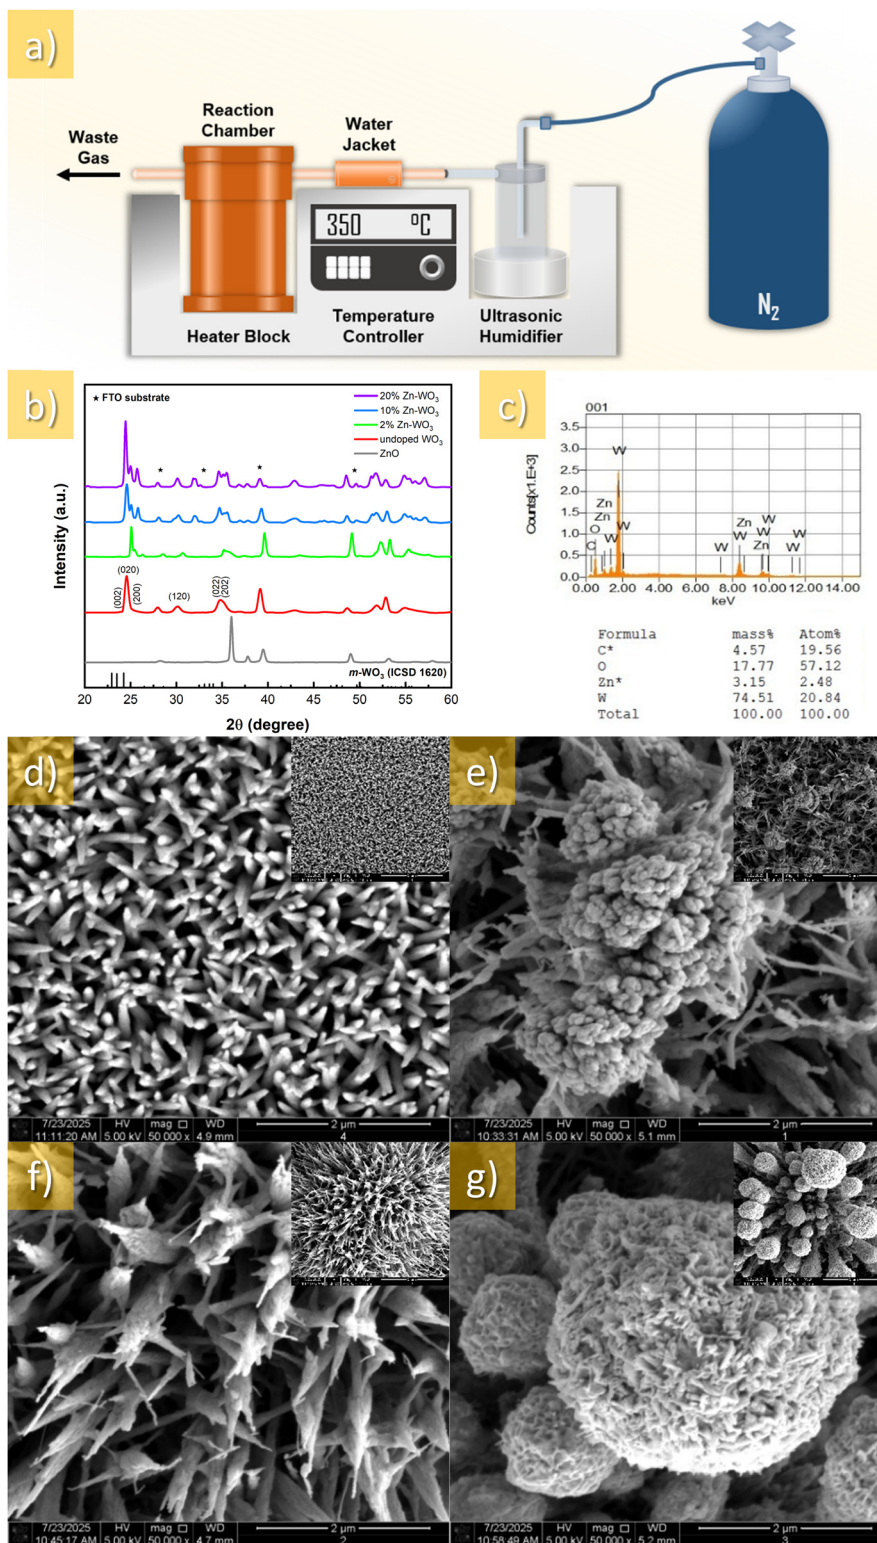 a)
Reaction
Chamber
Water
Jacket
Waste
Gas
350 ºC
Heater Block
Temperature
Controller
Ultrasonic
Humidifier
N2
b)
★ FTO substrate
20% Zn-WO3
10% Zn-WO3
2% Zn-WO3
undoped WO3
ZnO
Intensity (a.u.)
(002)
(020)
(200)
(120)
(022)
(202)
m-WO3 (ICSD 1620)
20 25 30 35 40 45 50 55 60
2θ (degree)
c)
001
Counts[x1.E+3]
3.5
3.0
2.5
2.0
1.5
1.0
0.5
0.0
C O Zn Zn W W W W W Zn Zn W W W W
0.00 2.00 4.00 6.00 8.00 10.00 12.00 14.00
keV
Formula mass% Atom%
C* 4.57 19.56
O 17.77 57.12
Zn* 3.15 2.48
W 74.51 20.84
Total 100.00 100.00
d)
7/23/2025 HV mag WD 2 µm
11:11:20 AM 5.00 kV 50 000 x 4.9 mm 4
e)
7/23/2025 HV mag WD 2 µm
10:33:31 AM 5.00 kV 50 000 x 5.1 mm 1
f)
7/23/2025 HV mag WD 2 µm
10:45:17 AM 5.00 kV 50 000 x 4.7 mm 2
g)
7/23/2025 HV mag WD 2 µm
10:58:49 AM 5.00 kV 50 000 x 5.2 mm 3